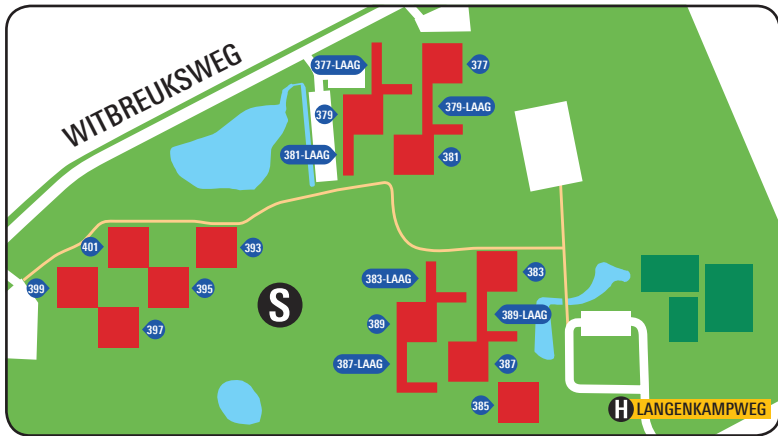 WITBREUKSWEG
377-LAAG
377
379
379-LAAG
381-LAAG
381
401
393
399
395
397
S
383-LAAG
383
389
389-LAAG
387-LAAG
387
385
H LANGENKAMPWEG